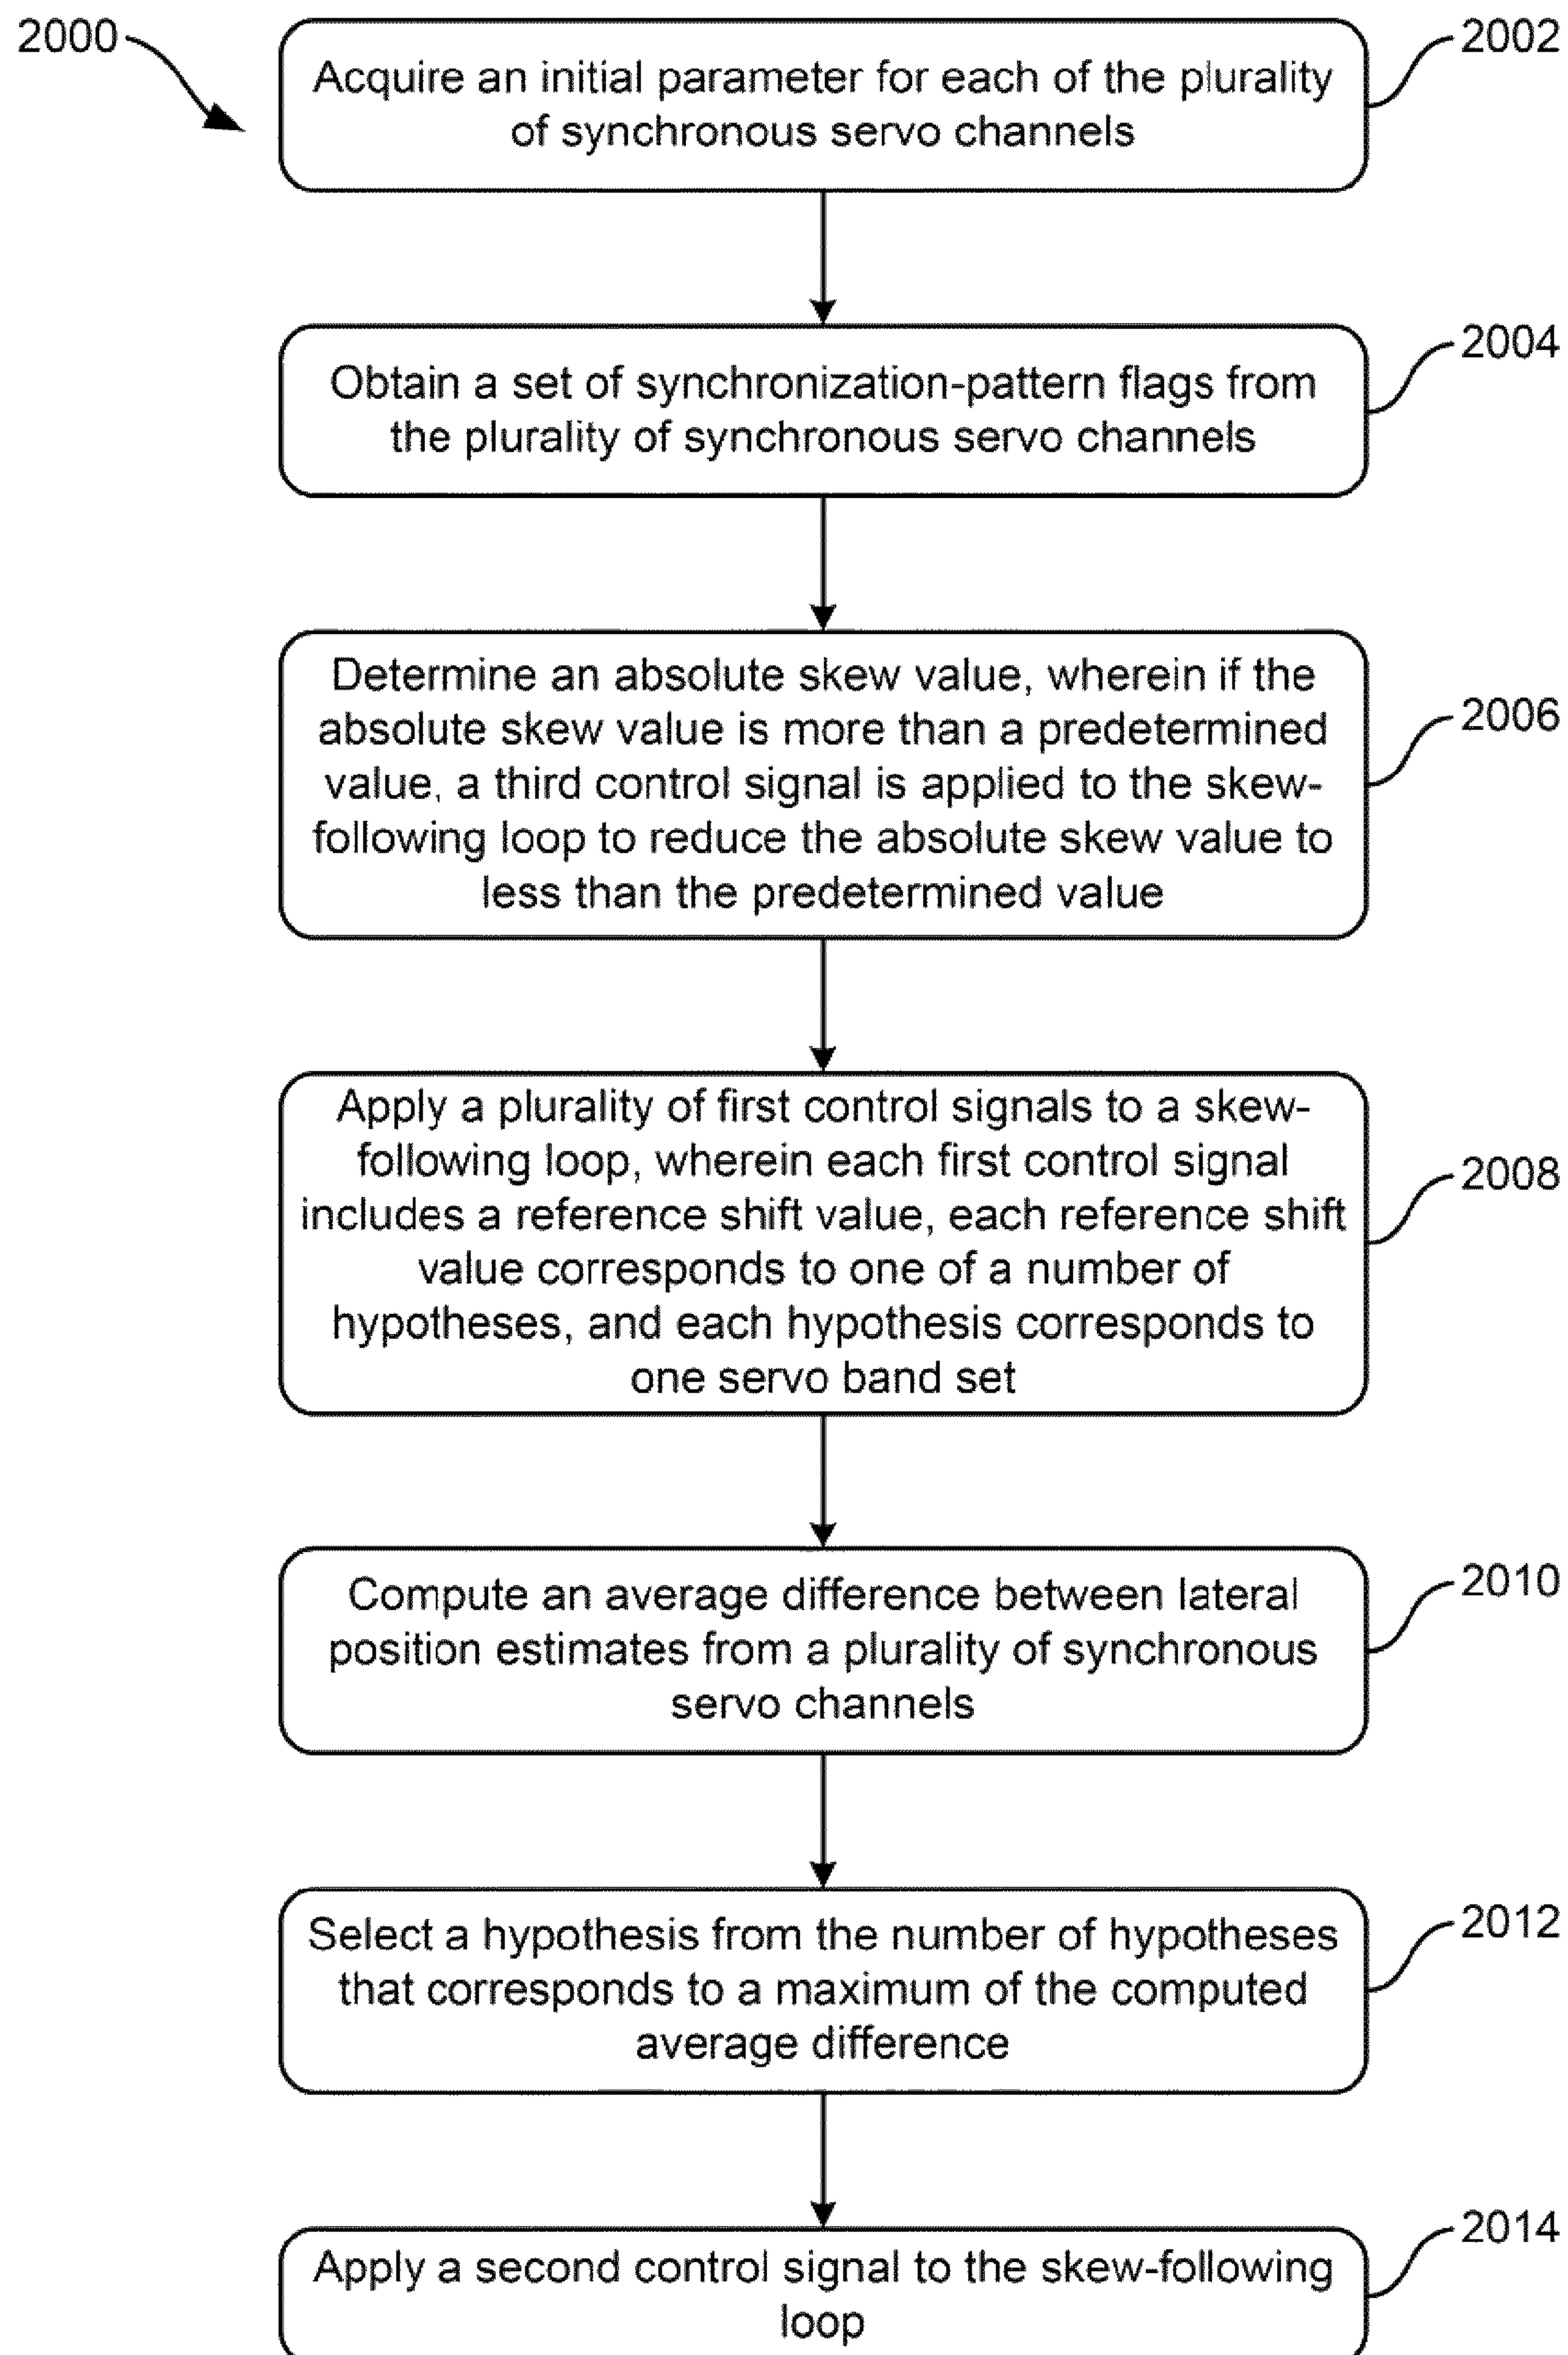 2000
2002
Acquire an initial parameter for each of the plurality
of synchronous servo channels
2004
Obtain a set of synchronization-pattern flags from
the plurality of synchronous servo channels
2006
Determine an absolute skew value, wherein if the
absolute skew value is more than a predetermined
value, a third control signal is applied to the skew-
following loop to reduce the absolute skew value to
less than the predetermined value
2008
Apply a plurality of first control signals to a skew-
following loop, wherein each first control signal
includes a reference shift value, each reference shift
value corresponds to one of a number of
hypotheses, and each hypothesis corresponds to
one servo band set
2010
Compute an average difference between lateral
position estimates from a plurality of synchronous
servo channels
2012
Select a hypothesis from the number of hypotheses
that corresponds to a maximum of the computed
average difference
2014
Apply a second control signal to the skew-following
loop